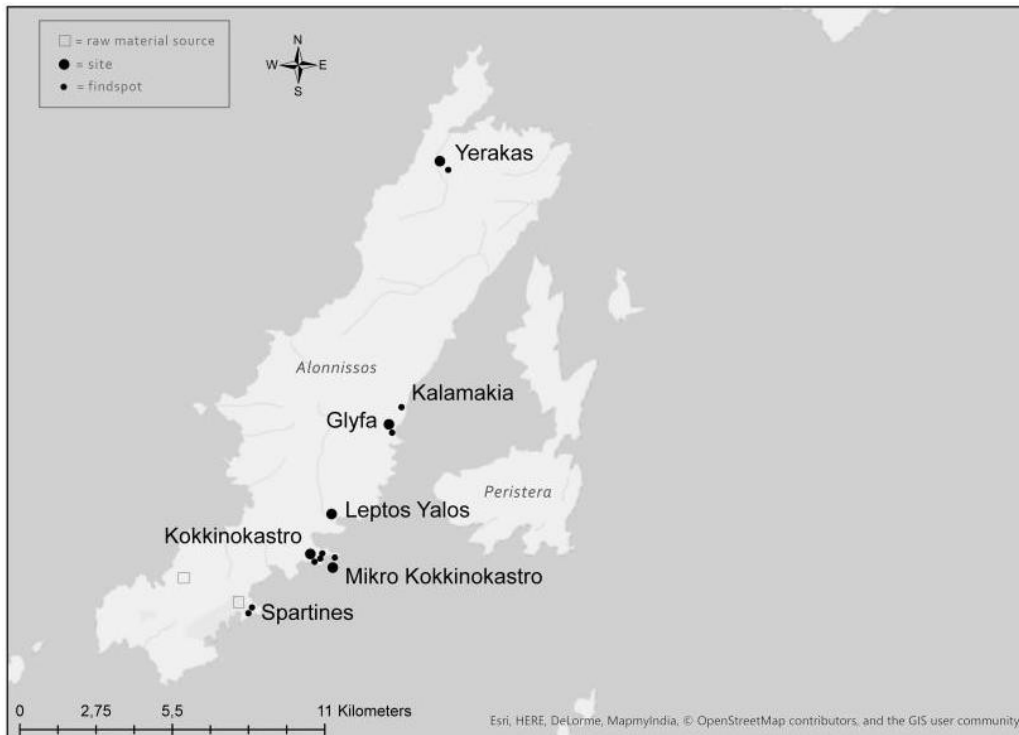 = raw material source
= site
= findspot
N
W E
S
Yerakas
Alonnissos
Kalamakia
Glyfa
Peristera
Leptos Yalos
Kokkinokastro
Mikro Kokkinokastro
Spartines
0 2,75 5,5 11 Kilometers
Esri, HERE, DeLorme, MapmyIndia, © OpenStreetMap contributors, and the GIS user community